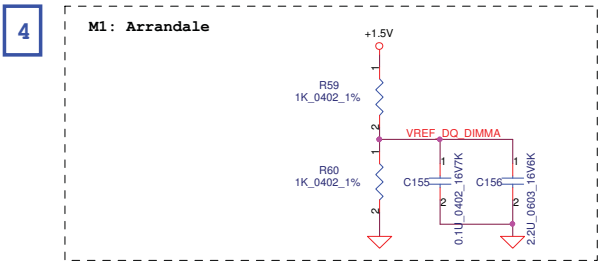 4
M1: Arrandale
+1.5V
1
R59
1K_0402_1%
2
VREF_DQ_DIMMA
1
R60
1K_0402_1%
2
1
C155
2
0.1U_0402_16V7K
1
C156
2
2.2U_0603_16V6K